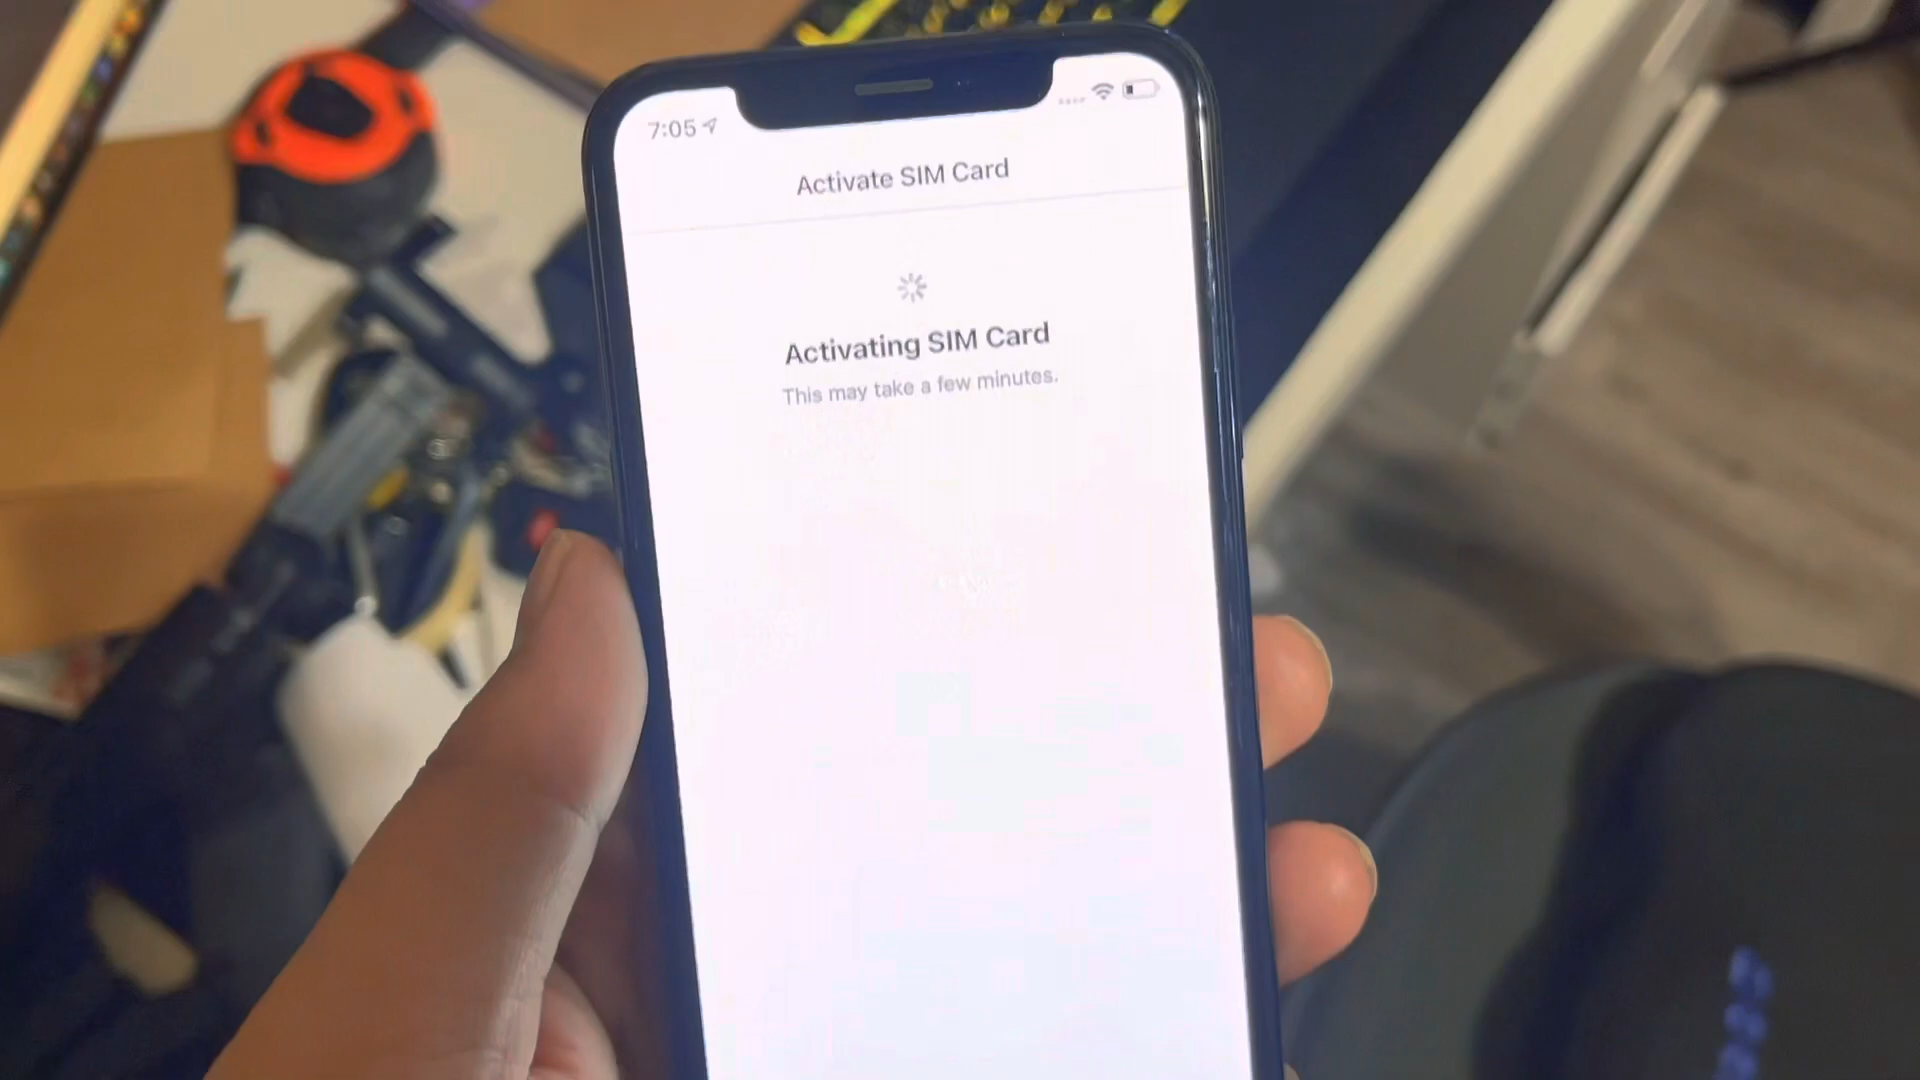 7:05
Activate SIM Card
Activating SIM Card
This may take a few minutes.